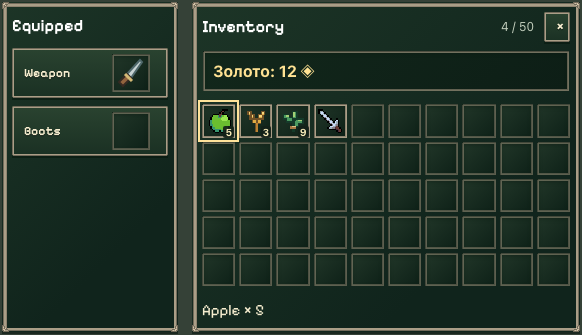 Equipped
Weapon
Boots
Inventory
4 / 50
×
Золото: 12
5
3
9
Apple × 5